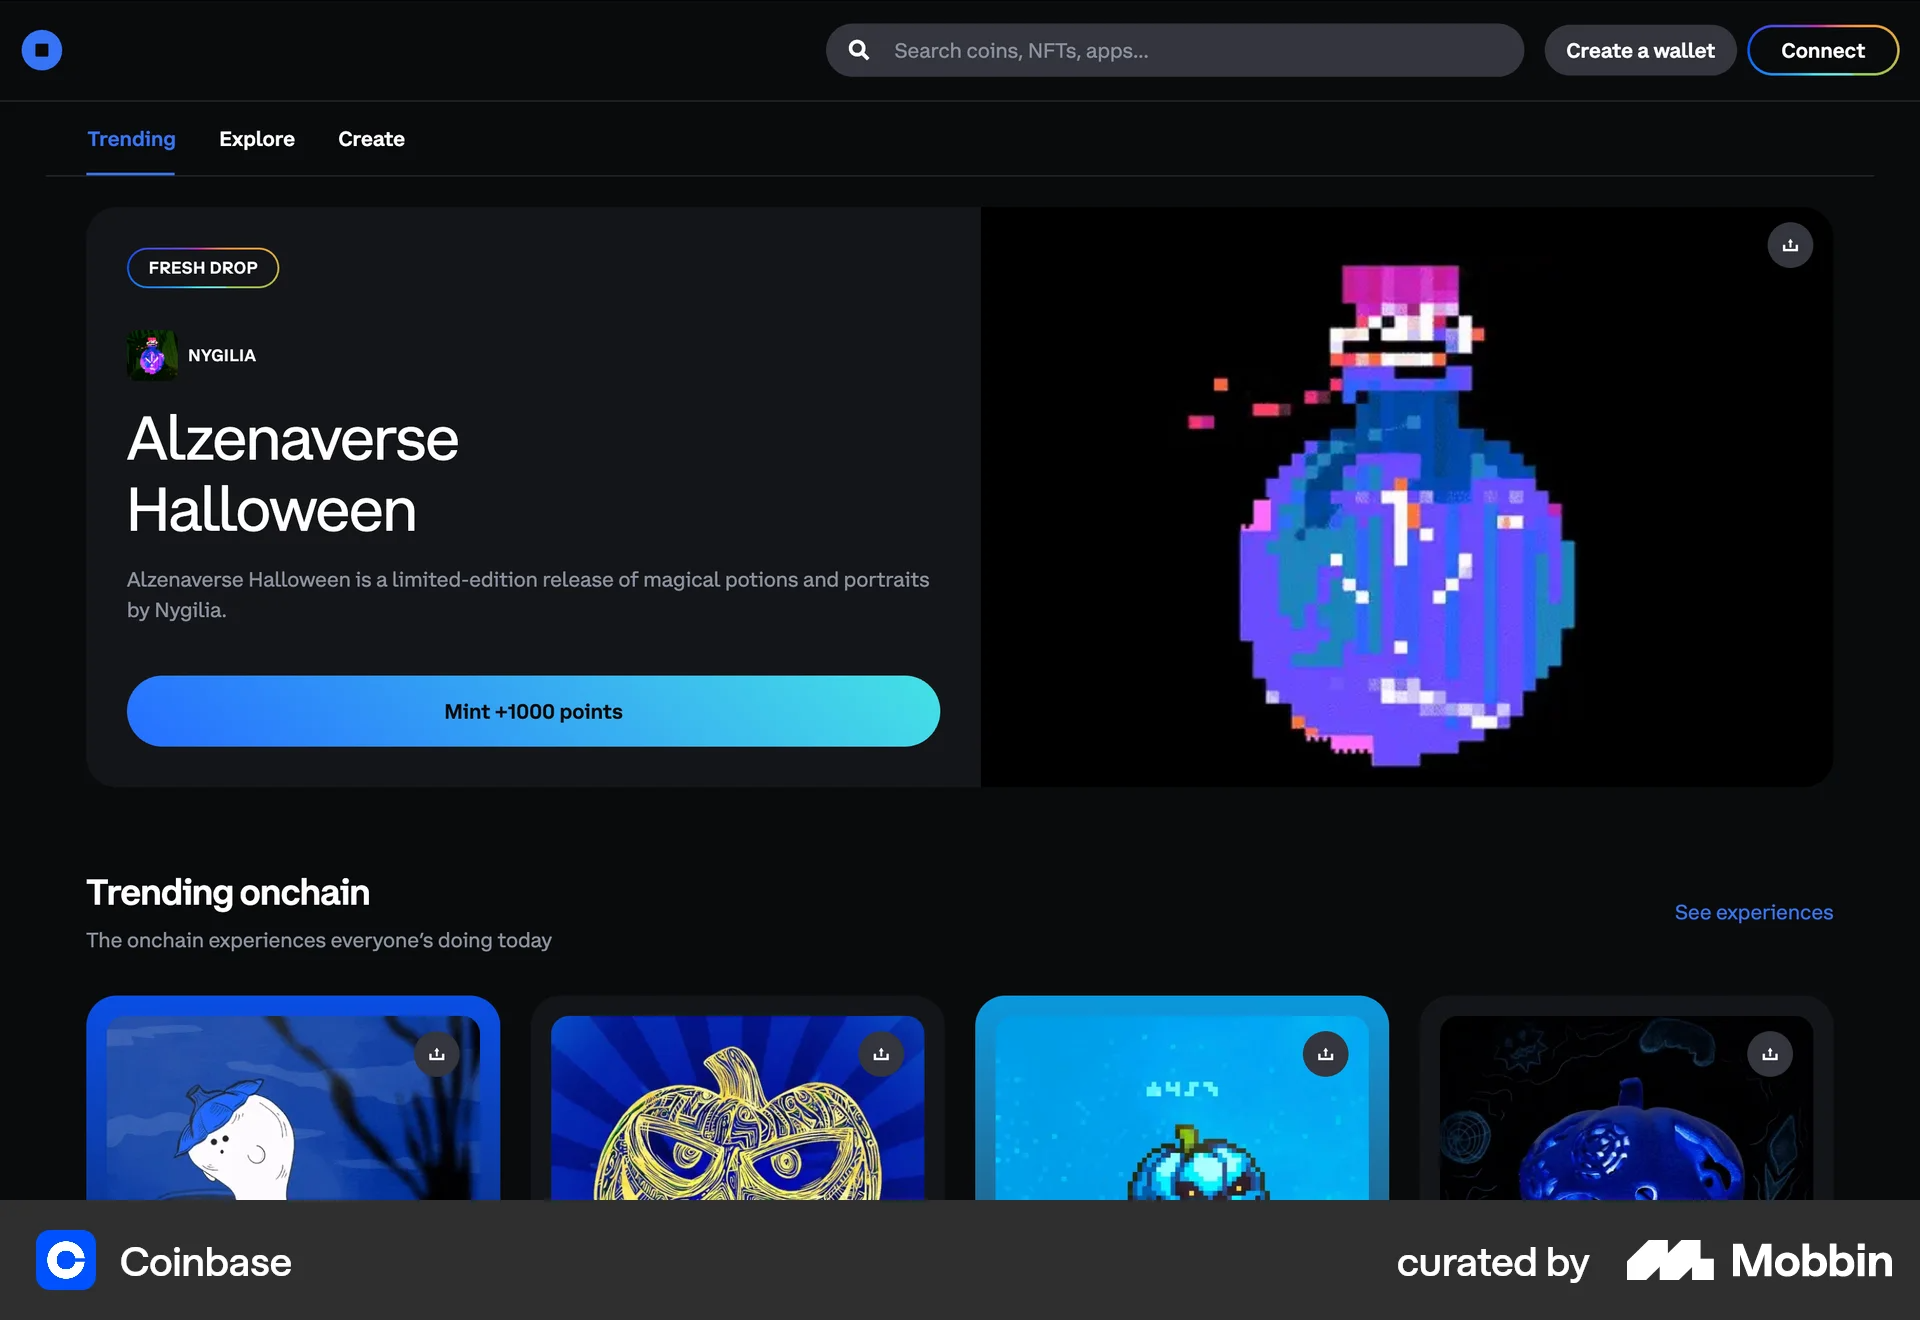 Search coins, NFTs, apps...
Create a wallet
Connect
Trending
Explore
Create
FRESH DROP
NYGILIA
Alzenaverse
Halloween
Alzenaverse Halloween is a limited-edition release of magical potions and portraits
by Nygilia.
Mint +1000 points
Trending onchain
See experiences
The onchain experiences everyone’s doing today
Coinbase
curated by
Mobbin